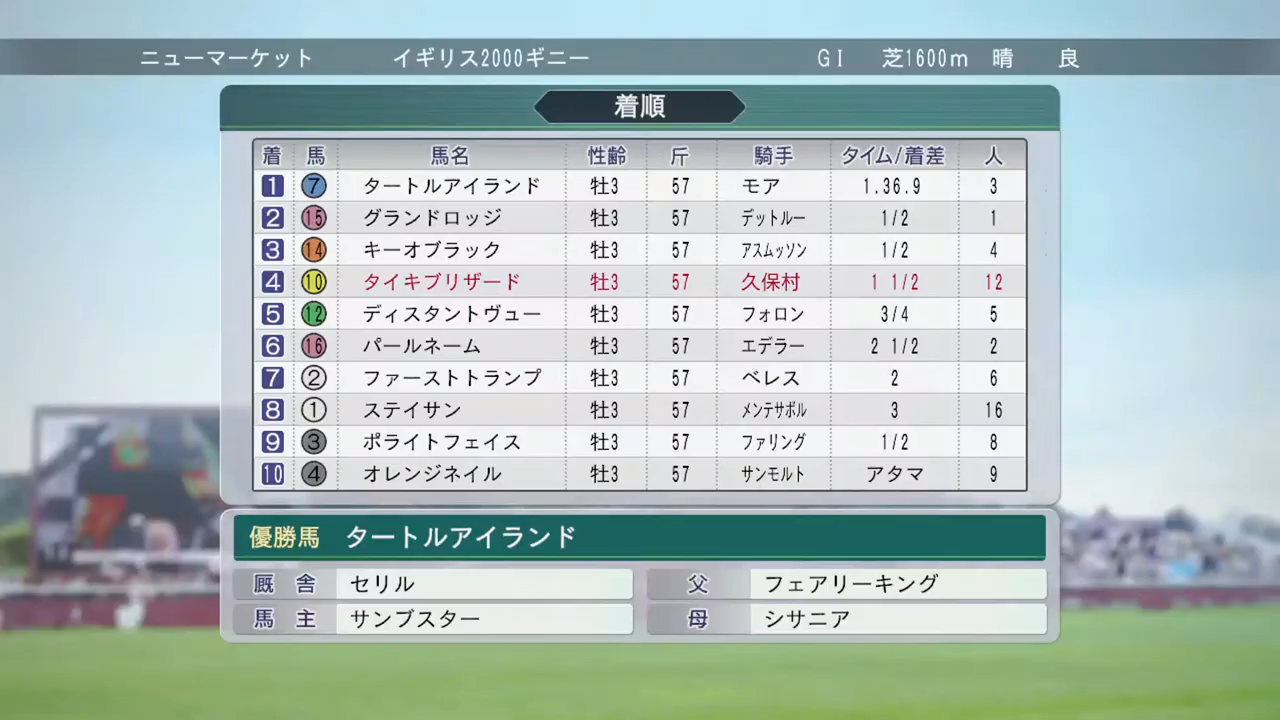 ニューマーケット イギリス2000ギニー GI 芝1600m 晴 良
着順
着 馬 馬名 性齢 斤 騎手 タイム/着差 人
1 7 タートルアイランド 牡3 57 モア 1.36.9 3
2 15 グランドロッジ 牡3 57 デットルー 1/2 1
3 14 キーオブラック 牡3 57 アスムッソン 1/2 4
4 10 タイキブリザード 牡3 57 久保村 1 1/2 12
5 12 ディスタントヴュー 牡3 57 フォロン 3/4 5
6 16 パールネーム 牡3 57 エデラー 2 1/2 2
7 2 ファーストトランプ 牡3 57 ベレス 2 6
8 1 ステイサン 牡3 57 メンテサボル 3 16
9 3 ポライトフェイス 牡3 57 ファリング 1/2 8
10 4 オレンジネイル 牡3 57 サンモルト アタマ 9
優勝馬 タートルアイランド
厩舎 セリル 父 フェアリーキング
馬主 サンブスター 母 シサニア